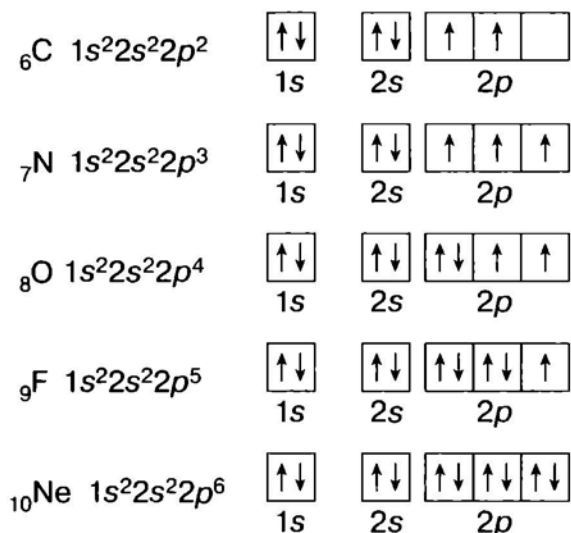 ₆C 1s²2s²2p² ↑↓ ↑↓ ↑ ↑
1s 2s 2p
₇N 1s²2s²2p³ ↑↓ ↑↓ ↑ ↑ ↑
1s 2s 2p
₈O 1s²2s²2p⁴ ↑↓ ↑↓ ↑↓ ↑ ↑
1s 2s 2p
₉F 1s²2s²2p⁵ ↑↓ ↑↓ ↑↓ ↑↓ ↑
1s 2s 2p
₁₀Ne 1s²2s²2p⁶ ↑↓ ↑↓ ↑↓ ↑↓ ↑↓
1s 2s 2p